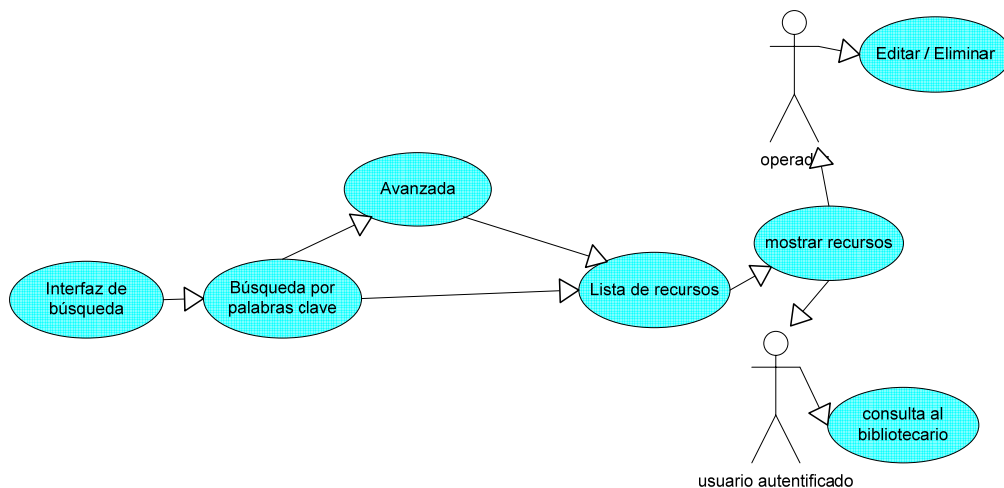 Editar / Eliminar
operador
Avanzada
mostrar recursos
Interfaz de
búsqueda
Búsqueda por
palabras clave
Lista de recursos
consulta al
bibliotecario
usuario autentificado